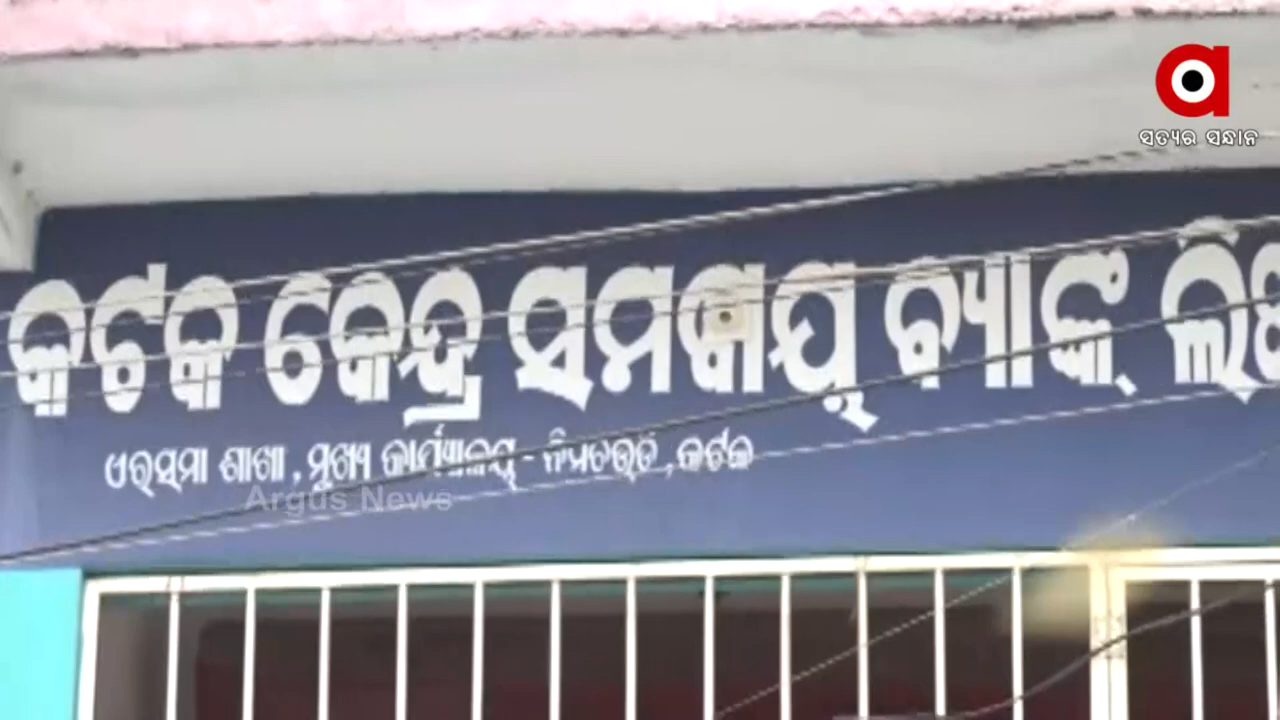 ସତ୍ୟର ସନ୍ଧାନ
କଟକ କେନ୍ଦ୍ର ସମବାୟ ବ୍ୟାଙ୍କ
ଏରସମା ଶାଖା, ମୁଖ୍ୟ କାର୍ଯ୍ୟାଳୟ - ନିମଚଉଡି, କଟକ
Argus News